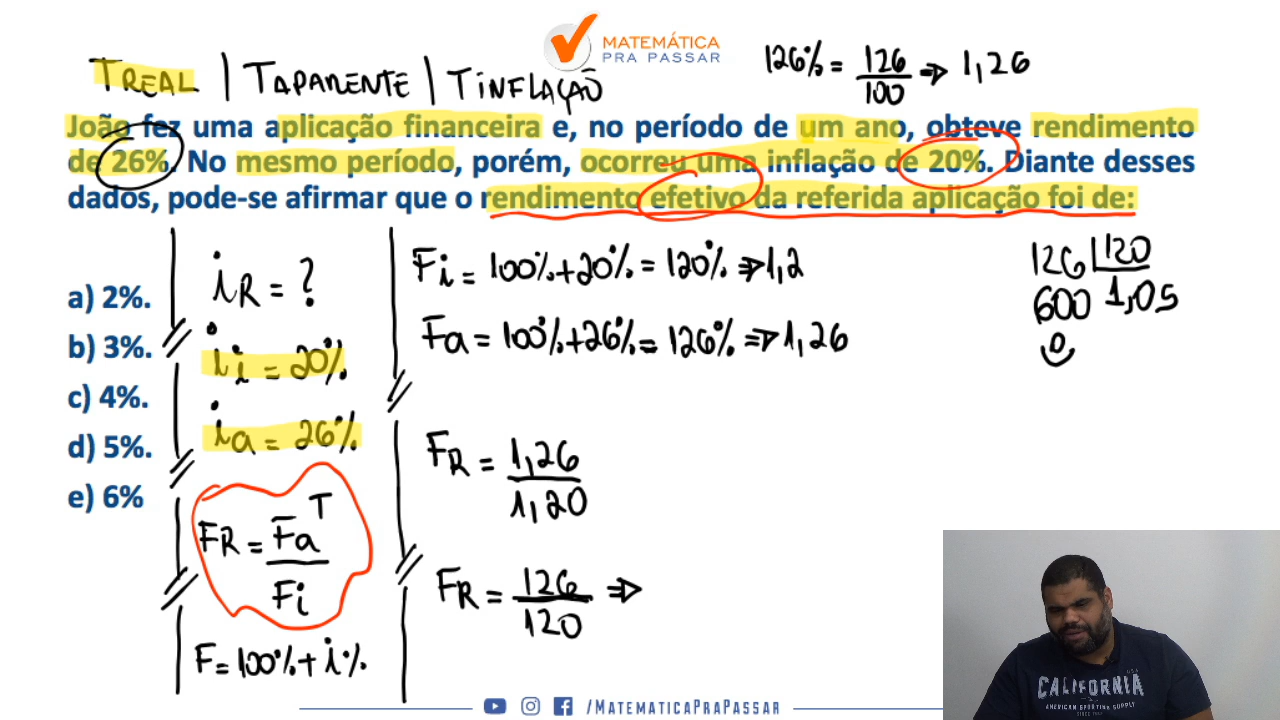 MATEMÁTICA
PRA PASSAR
TREAL | TAPARENTE | TINFLAÇÃO
126% = 126/100 ⇒ 1,26
João fez uma aplicação financeira e, no período de um ano, obteve rendimento
de 26%. No mesmo período, porém, ocorreu uma inflação de 20%. Diante desses
dados, pode-se afirmar que o rendimento efetivo da referida aplicação foi de:
a) 2%.
b) 3%.
c) 4%.
d) 5%.
e) 6%
iR = ?
ii = 20%
ia = 26%
FR = Fa/Fi
T
F = 100% + i%
Fi = 100% + 20% = 120% ⇒ 1,2
Fa = 100% + 26% = 126% ⇒ 1,26
FR = 1,26/1,20
FR = 126/120 ⇒
126 120
600 1,05
0
CALIFORNIA
AMERICAN SPORTING SUPPLY
/MATEMATICAPRAPASSAR